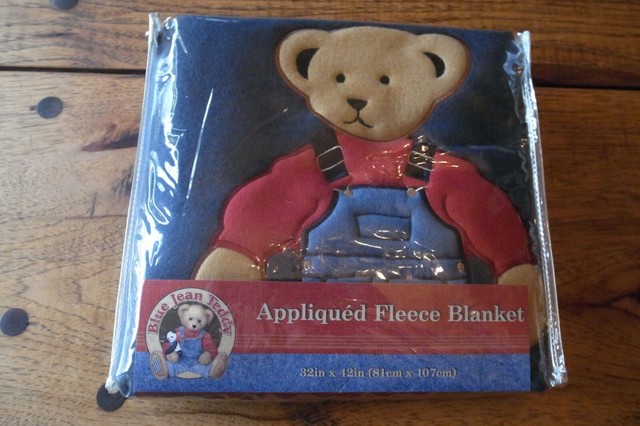 Blue Jean Teddy
Appliquéd Fleece Blanket
32in x 42in (81cm x 107cm)